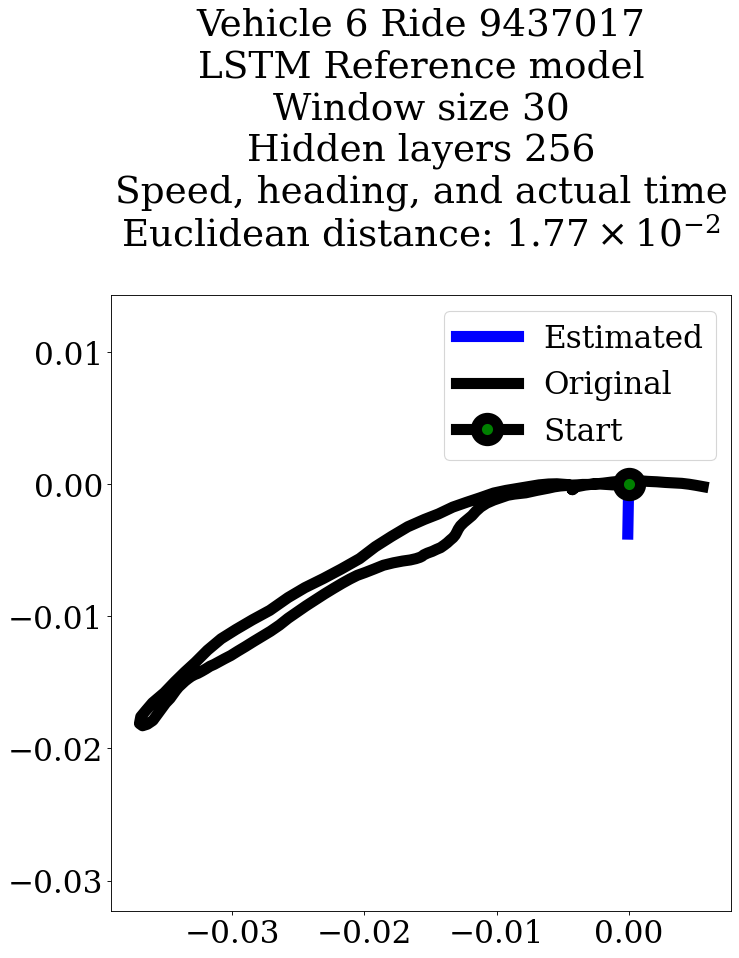 Vehicle 6 Ride 9437017
LSTM Reference model
Window size 30
Hidden layers 256
Speed, heading, and actual time
Euclidean distance: 1.77 × 10⁻²
Estimated
Original
Start
0.01
0.00
−0.01
−0.02
−0.03
−0.03 −0.02 −0.01 0.00